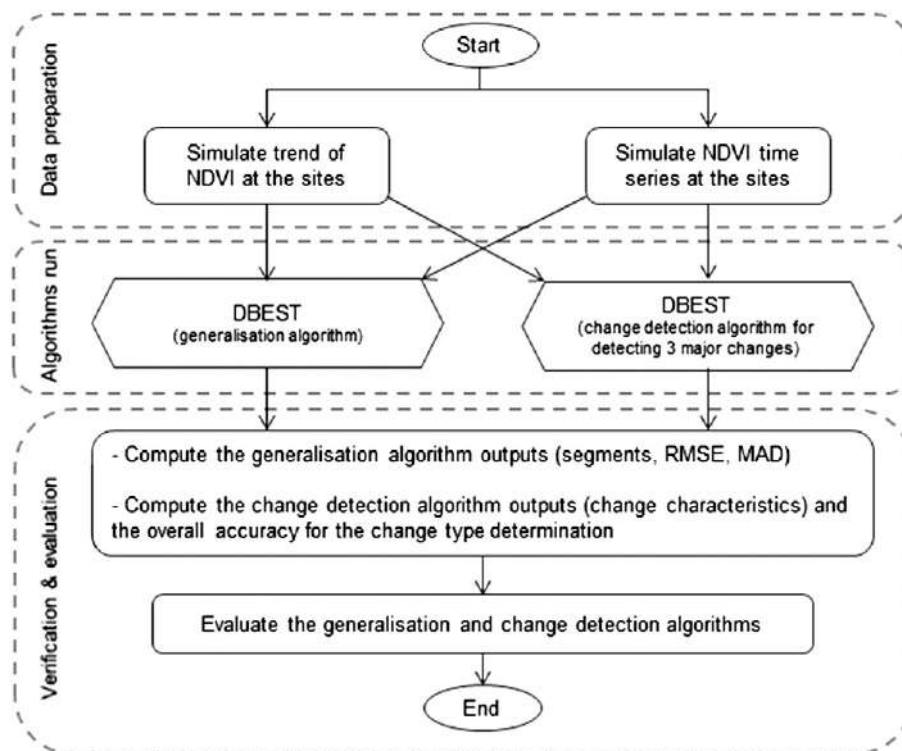 Data preparation
Start
Simulate trend of
NDVI at the sites
Simulate NDVI time
series at the sites
Algorithms run
DBEST
(generalisation algorithm)
DBEST
(change detection algorithm for
detecting 3 major changes)
Verification & evaluation
- Compute the generalisation algorithm outputs (segments, RMSE, MAD)
- Compute the change detection algorithm outputs (change characteristics) and
the overall accuracy for the change type determination
Evaluate the generalisation and change detection algorithms
End